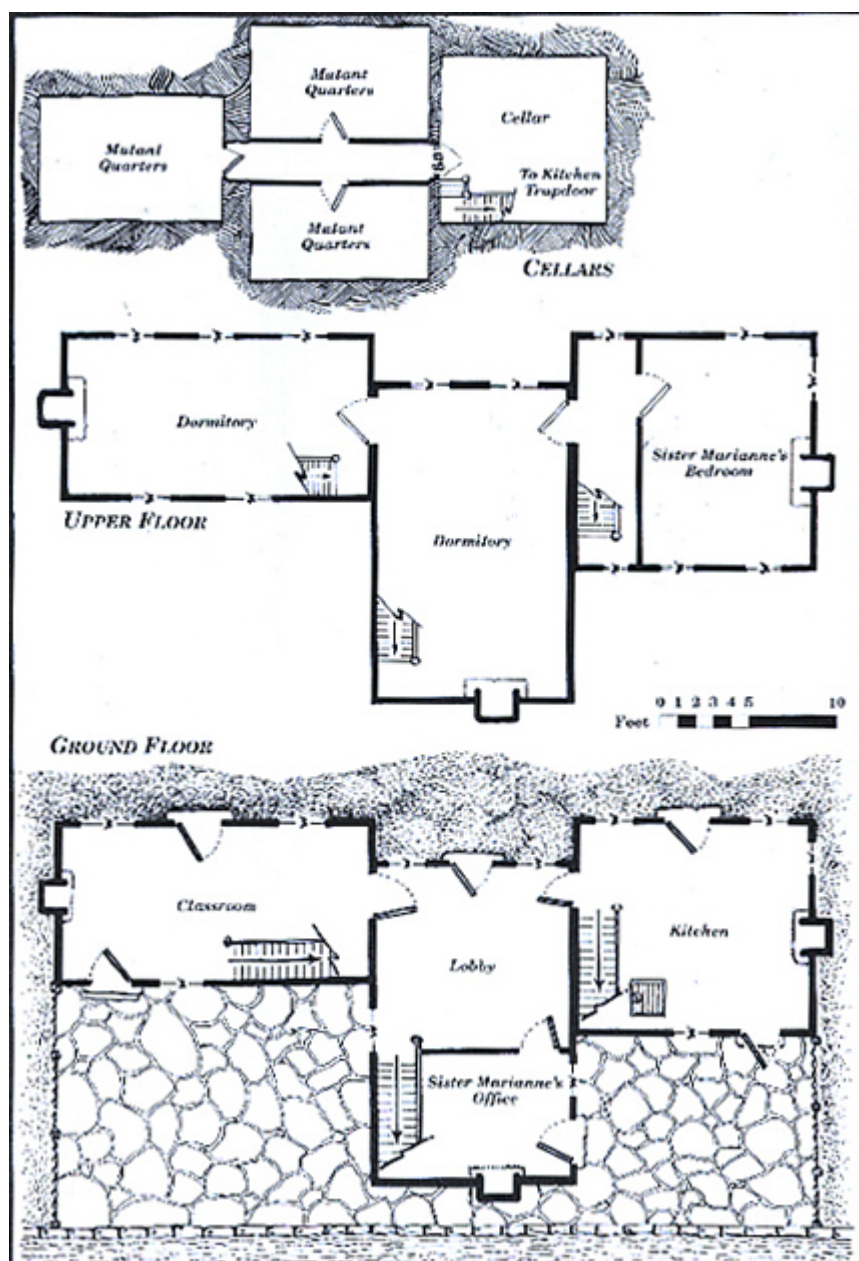 Mutant
Quarters
Mutant
Quarters
Cellar
To Kitchen
Trapdoor
Mutant
Quarters
CELLARS
Dormitory
Sister Marianne's
Bedroom
UPPER FLOOR
Dormitory
0 1 2 3 4 5 10
Feet
GROUND FLOOR
Classroom
Kitchen
Lobby
Sister Marianne's
Office